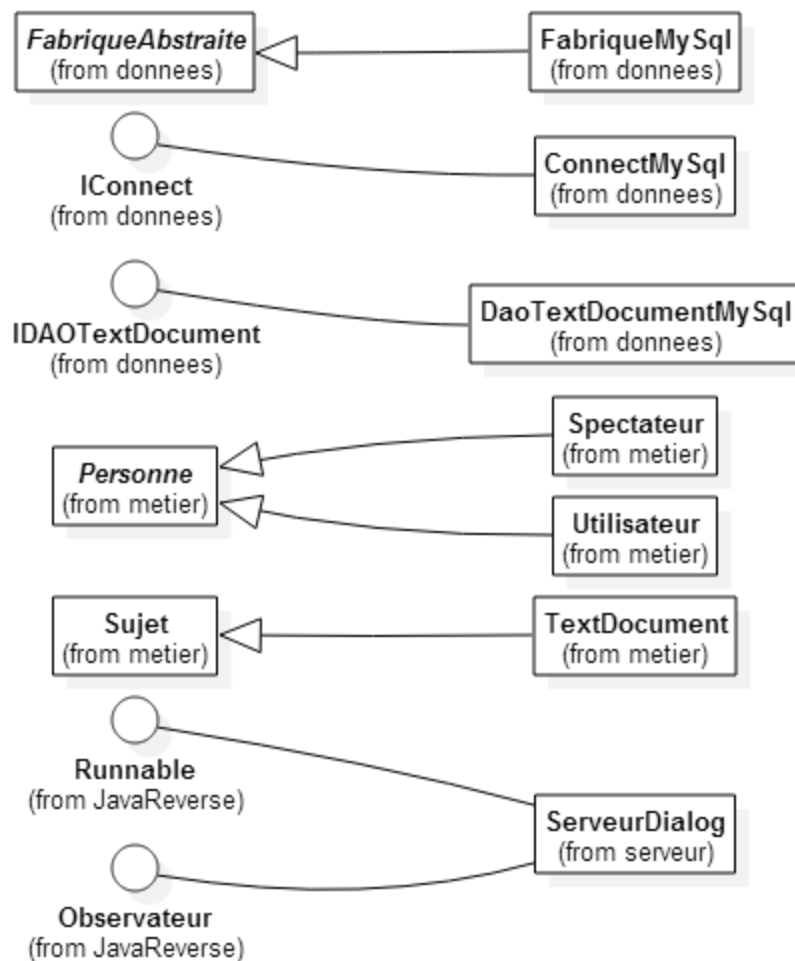 FabriqueAbstraite
(from donnees)
FabriqueMySql
(from donnees)
IConnect
(from donnees)
ConnectMySql
(from donnees)
IDAOTextDocument
(from donnees)
DaoTextDocumentMySql
(from donnees)
Personne
(from metier)
Spectateur
(from metier)
Utilisateur
(from metier)
Sujet
(from metier)
TextDocument
(from metier)
Runnable
(from JavaReverse)
ServeurDialog
(from serveur)
Observateur
(from JavaReverse)